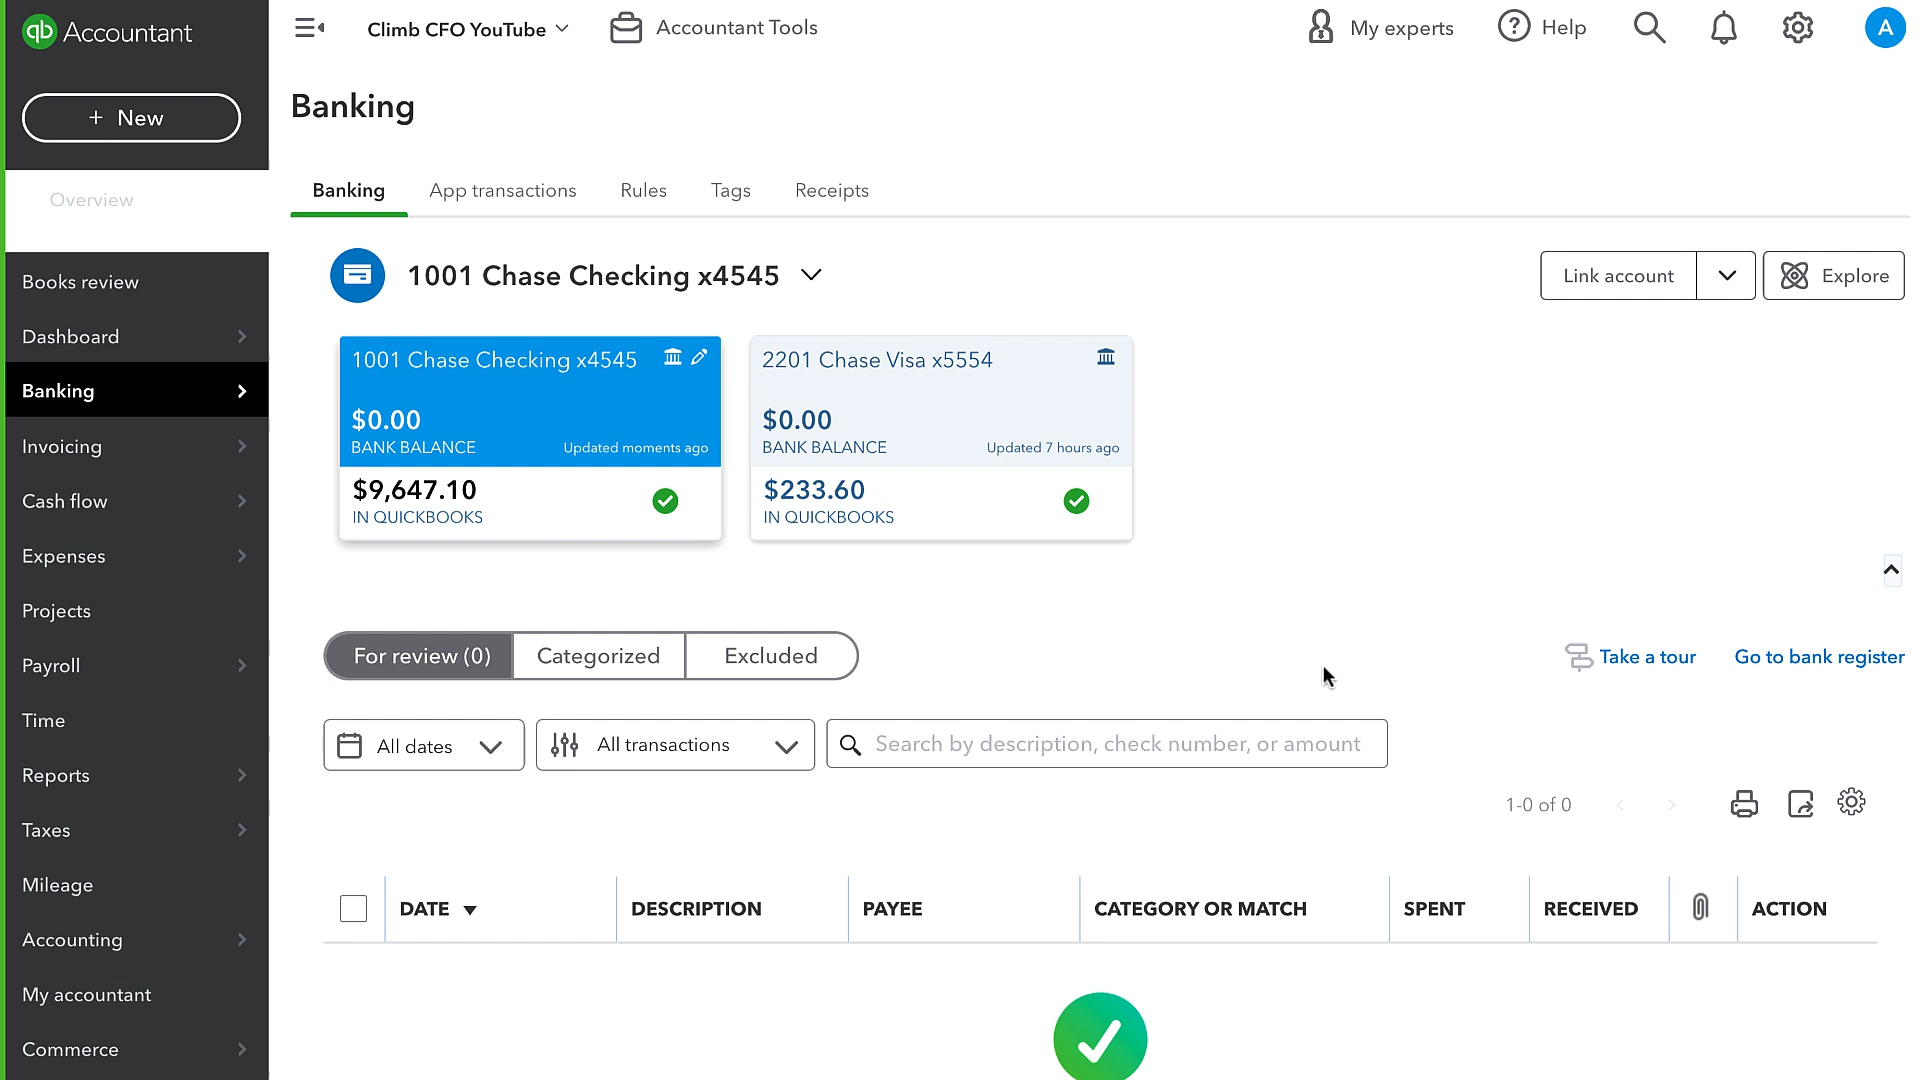 qb Accountant
Climb CFO YouTube
Accountant Tools
My experts
Help
A
+ New
Banking
Overview
Banking
App transactions
Rules
Tags
Receipts
Books review
Dashboard
Banking
Invoicing
Cash flow
Expenses
Projects
Payroll
Time
Reports
Taxes
Mileage
Accounting
My accountant
Commerce
1001 Chase Checking x4545
Link account
Explore
1001 Chase Checking x4545
$0.00
BANK BALANCE
Updated moments ago
$9,647.10
IN QUICKBOOKS
2201 Chase Visa x5554
$0.00
BANK BALANCE
Updated 7 hours ago
$233.60
IN QUICKBOOKS
For review (0)
Categorized
Excluded
Take a tour
Go to bank register
All dates
All transactions
Search by description, check number, or amount
1-0 of 0
DATE
DESCRIPTION
PAYEE
CATEGORY OR MATCH
SPENT
RECEIVED
ACTION